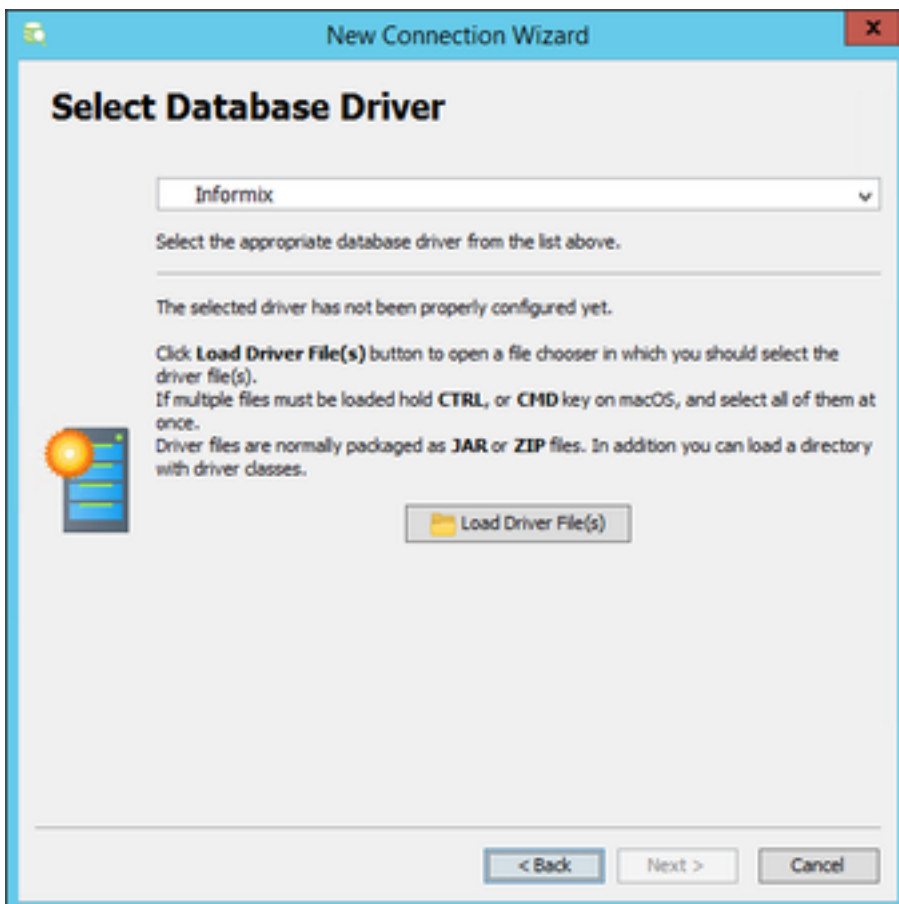 New Connection Wizard
x
Select Database Driver
Informix
Select the appropriate database driver from the list above.
The selected driver has not been properly configured yet.
Click Load Driver File(s) button to open a file chooser in which you should select the
driver file(s).
If multiple files must be loaded hold CTRL, or CMD key on macOS, and select all of them at
once.
Driver files are normally packaged as JAR or ZIP files. In addition you can load a directory
with driver classes.
Load Driver File(s)
< Back
Next >
Cancel